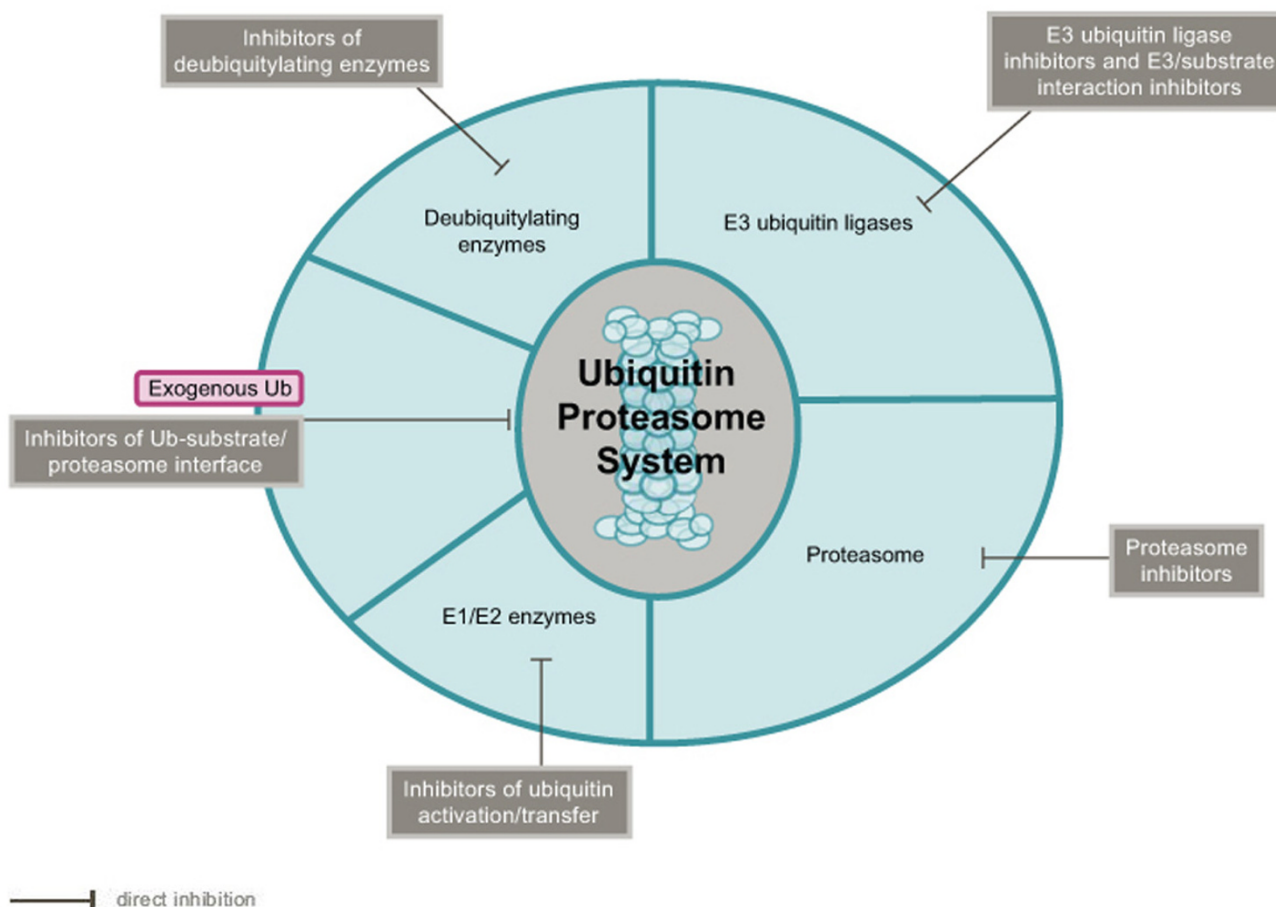 Inhibitors of
deubiquitylating enzymes
E3 ubiquitin ligase
inhibitors and E3/substrate
interaction inhibitors
Deubiquitylating
enzymes
E3 ubiquitin ligases
Exogenous Ub
Inhibitors of Ub-substrate/
proteasome interface
Ubiquitin
Proteasome
System
Proteasome
Proteasome
inhibitors
E1/E2 enzymes
Inhibitors of ubiquitin
activation/transfer
direct inhibition